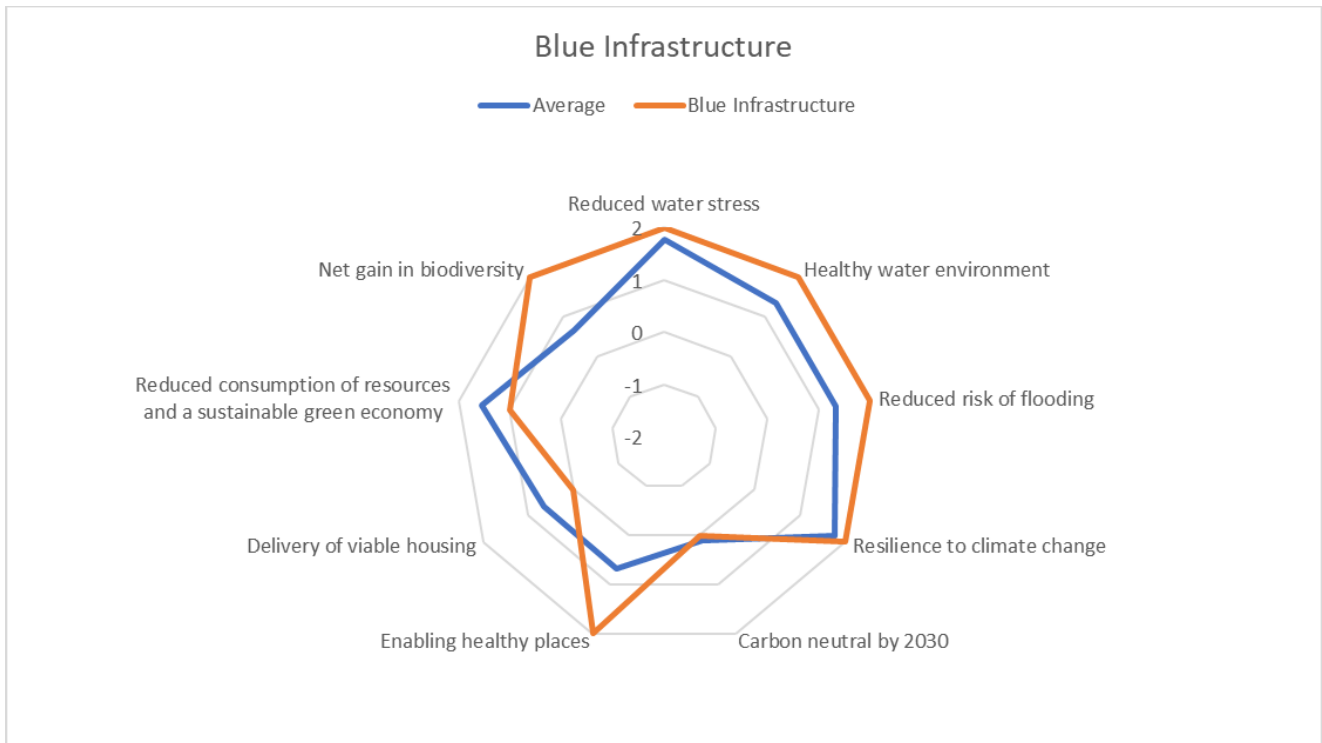 Blue Infrastructure
Average
Blue Infrastructure
Reduced water stress
2
1
0
-1
-2
Healthy water environment
Reduced risk of flooding
Resilience to climate change
Carbon neutral by 2030
Enabling healthy places
Delivery of viable housing
Reduced consumption of resources
and a sustainable green economy
Net gain in biodiversity